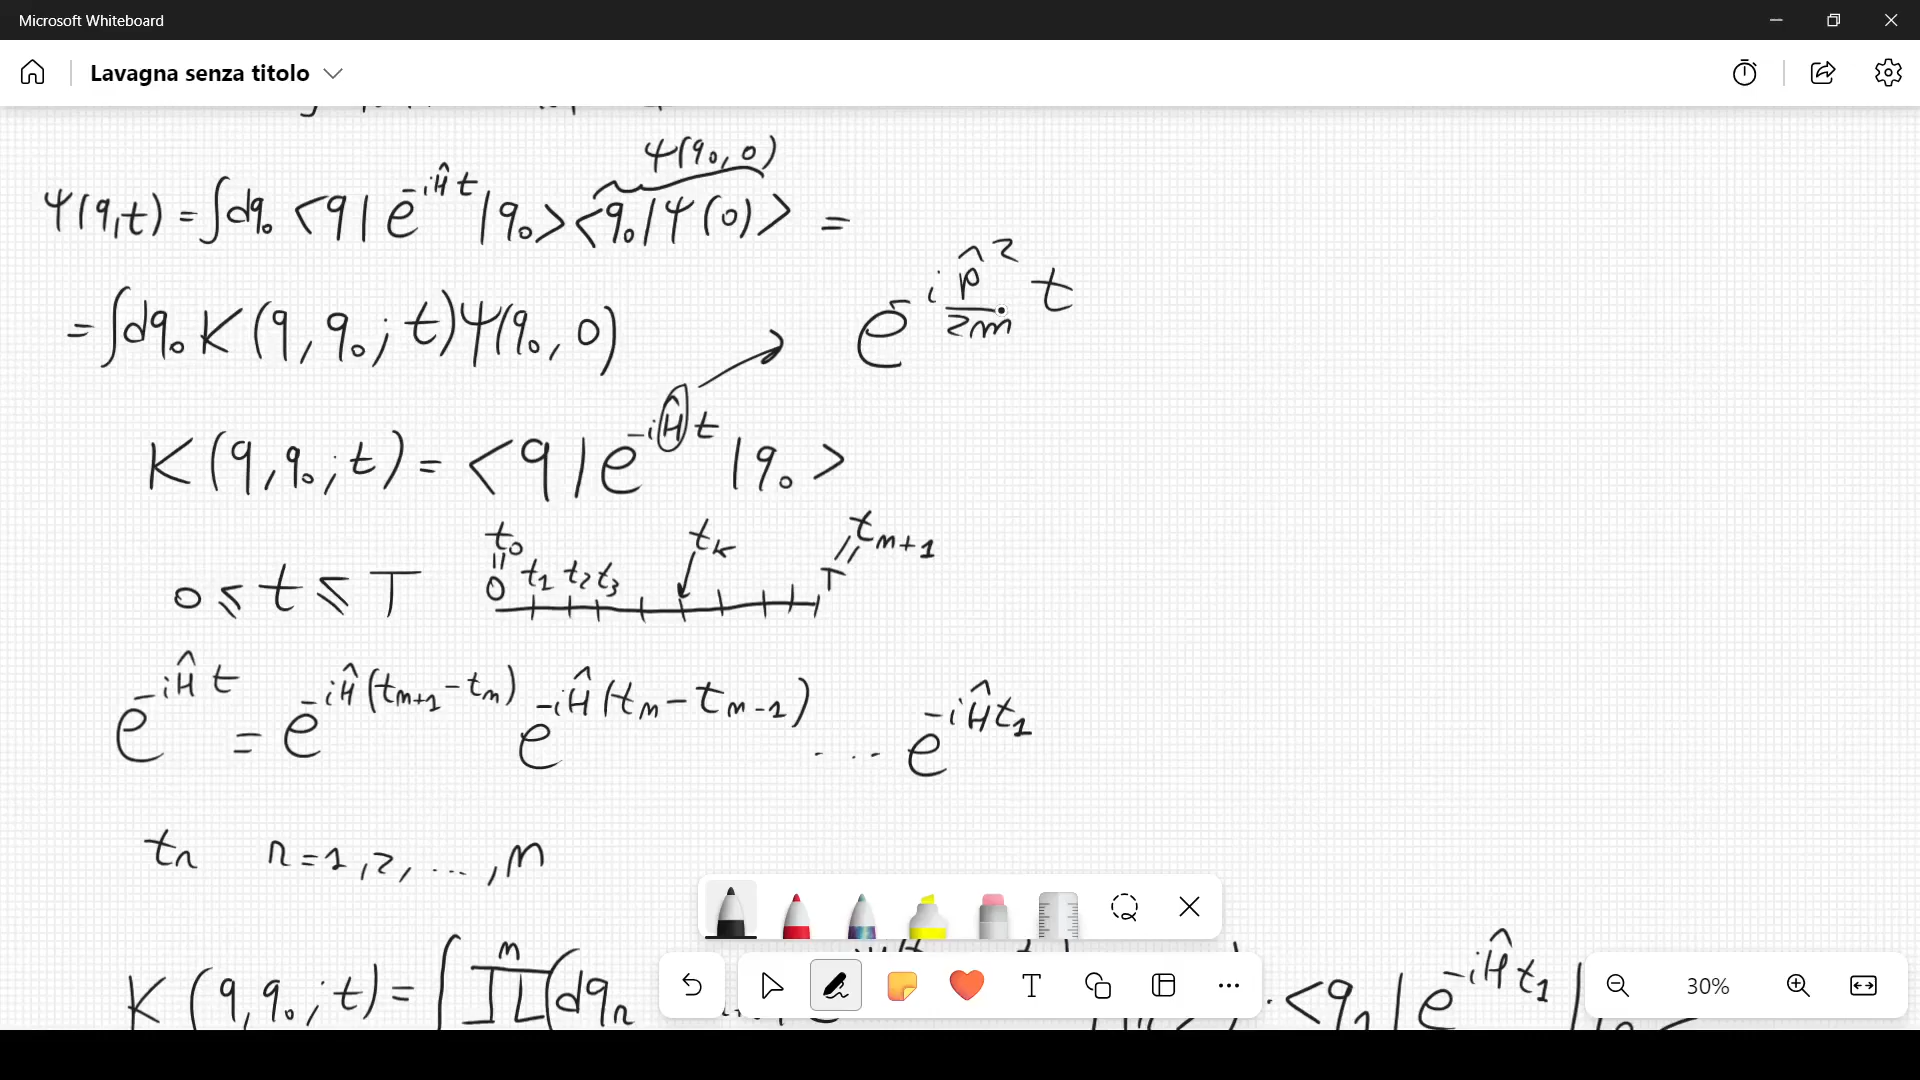 Microsoft Whiteboard
Lavagna senza titolo
Ψ(q,t) = ∫dq₀ <q| e^{-iĤt} |q₀> <q₀|Ψ(0)> =
Ψ(q₀,0)
= ∫dq₀ K(q, q₀; t) Ψ(q₀, 0)
e^{-i p̂²/2m t}
K(q, q₀; t) = <q| e^{-iĤt} |q₀>
0 ≤ t ≤ T
t₀ = 0 t₁ t₂ t₃ t_k T = t_{m+1}
e^{-iĤt} = e^{-iĤ(t_{m+1} - t_m)} e^{-iĤ(t_m - t_{m-1})} ... e^{-iĤt₁}
t_r r = 1, 2, ..., m
K(q, q₀; t) = ∫ ∏^m (dq_r
· <q₁| e^{-iĤt₁} |
30%